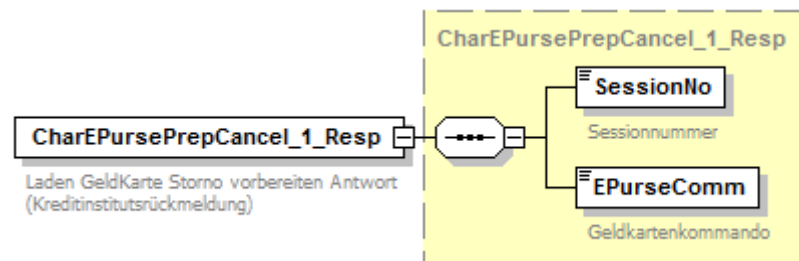 CharEPursePrepCancel_1_Resp
SessionNo
Sessionnummer
CharEPursePrepCancel_1_Resp
Laden GeldKarte Storno vorbereiten Antwort
(Kreditinstitutsrückmeldung)
EPurseComm
Geldkartenkommando